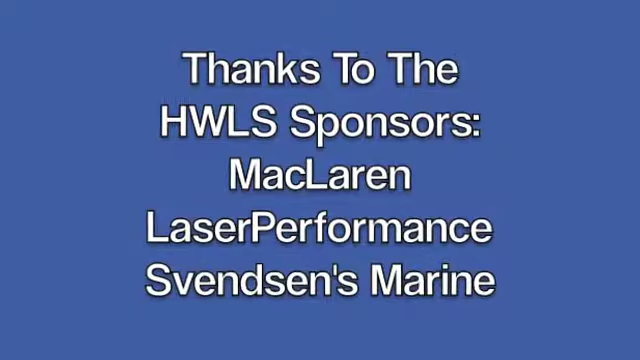 Thanks To The
HWLS Sponsors:
MacLaren
LaserPerformance
Svendsen's Marine